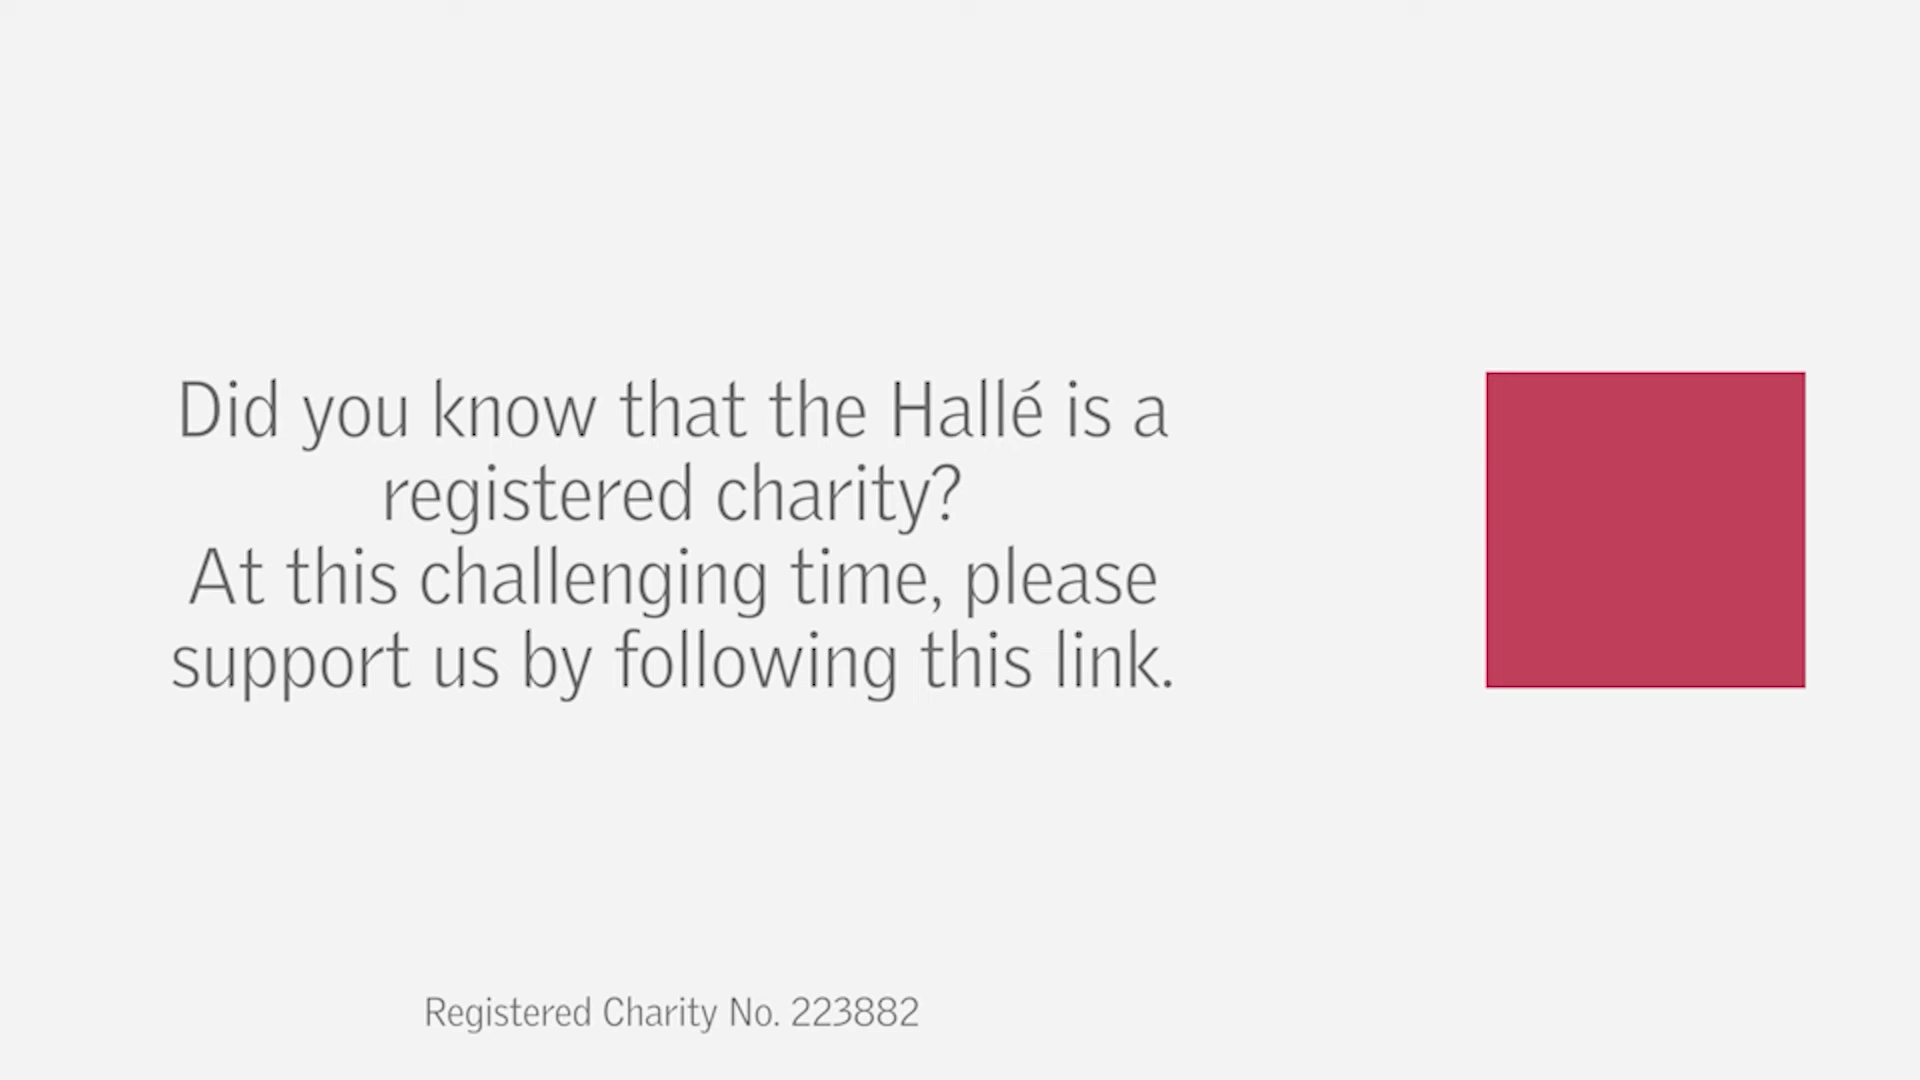 Did you know that the Hallé is a
registered charity?
At this challenging time, please
support us by following this link.
Registered Charity No. 223882